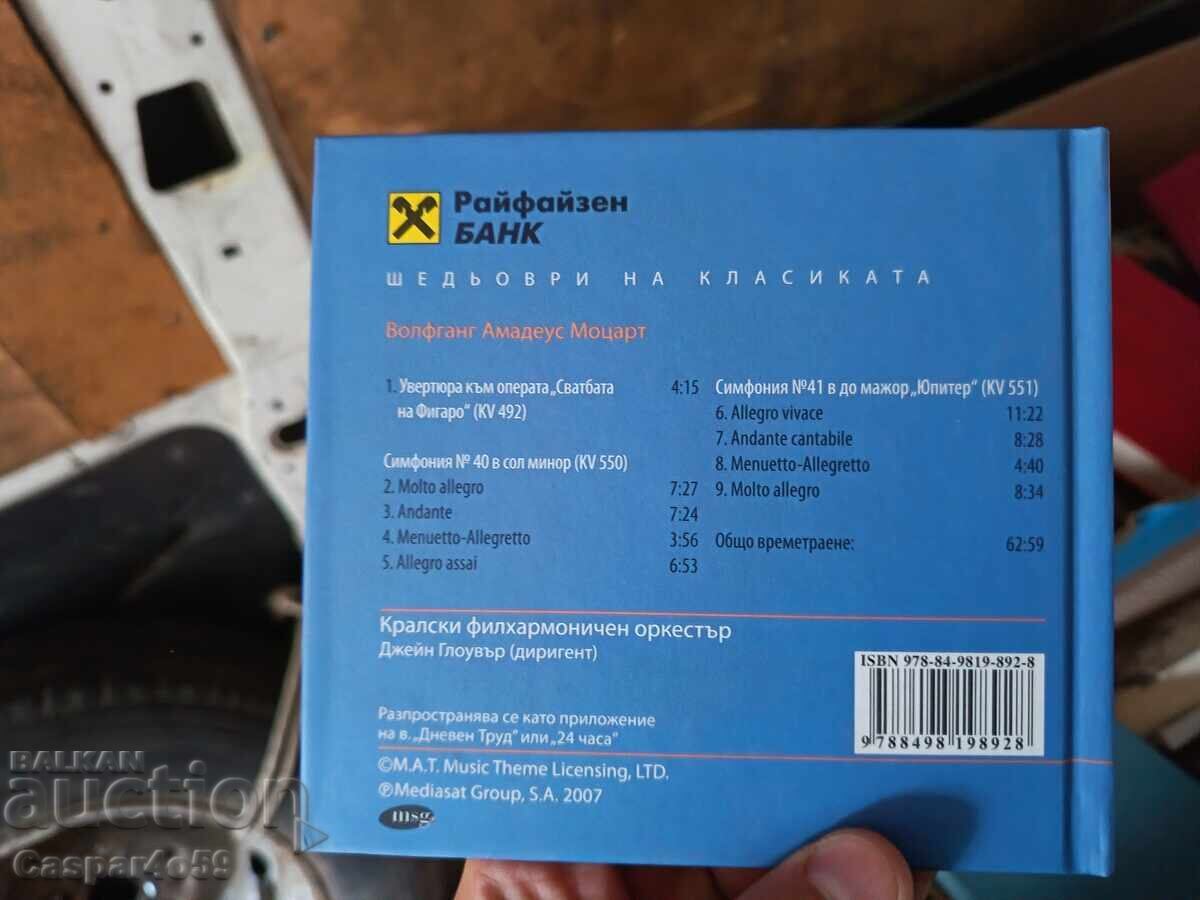 Райфайзен
БАНК
ШЕДЬОВРИ НА КЛАСИКАТА
Волфганг Амадеус Моцарт
1. Увертюра към операта „Сватбата 4:15
на Фигаро“ (KV 492)
Симфония № 40 в сол минор (KV 550)
2. Molto allegro 7:27
3. Andante 7:24
4. Menuetto-Allegretto 3:56
5. Allegro assai 6:53
Симфония №41 в до мажор „Юпитер“ (KV 551)
6. Allegro vivace 11:22
7. Andante cantabile 8:28
8. Menuetto-Allegretto 4:40
9. Molto allegro 8:34
Общо времетраене: 62:59
Кралски филхармоничен оркестър
Джейн Глоувър (диригент)
Разпространява се като приложение
на в. „Дневен Труд“ или „24 часа“
©M.A.T. Music Theme Licensing, LTD.
℗Mediasat Group, S.A. 2007
msg
ISBN 978-84-9819-892-8
9 788498 198928
BALKAN
auction
Caspar4o59